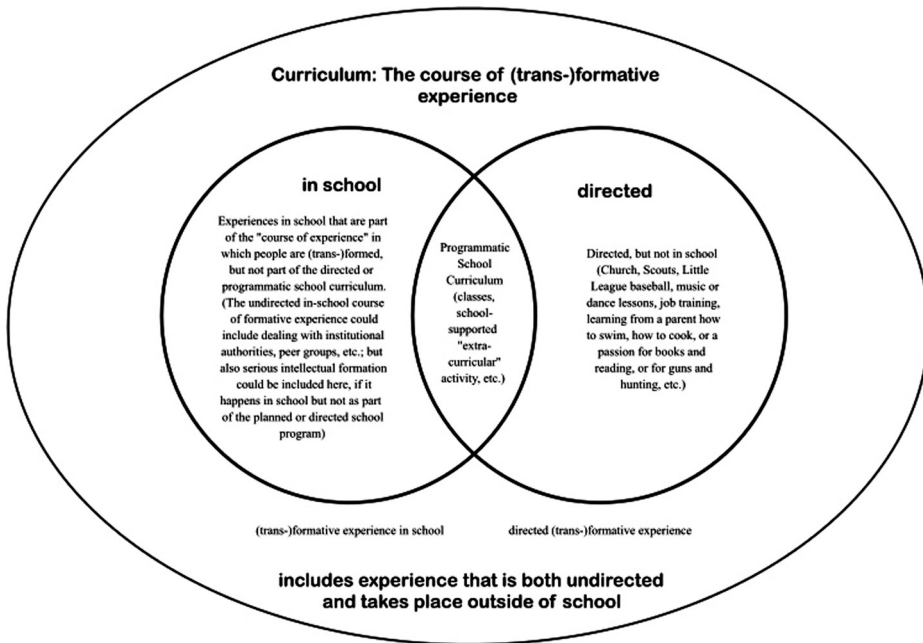 Curriculum: The course of (trans-)formative
experience
in school
Experiences in school that are part
of the "course of experience" in
which people are (trans-)formed,
but not part of the directed or
programmatic school curriculum.
(The undirected in-school course
of formative experience could
include dealing with institutional
authorities, peer groups, etc.; but
also serious intellectual formation
could be included here, if it
happens in school but not as part
of the planned or directed school
program)
Programmatic
School
Curriculum
(classes,
school-
supported
"extra-
curricular"
activity, etc.)
directed
Directed, but not in school
(Church, Scouts, Little
League baseball, music or
dance lessons, job training,
learning from a parent how
to swim, how to cook, or a
passion for books and
reading, or for guns and
hunting, etc.)
(trans-)formative experience in school
directed (trans-)formative experience
includes experience that is both undirected
and takes place outside of school